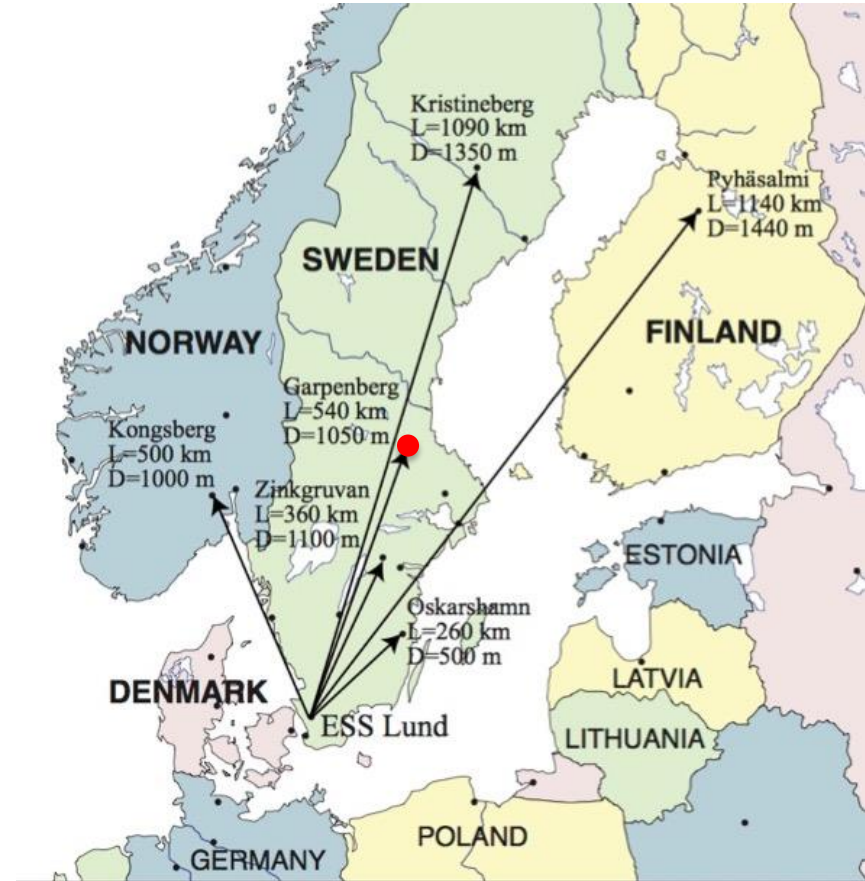 Kristineberg
L=1090 km
D=1350 m
Pyhäsalmi
L=1140 km
D=1440 m
SWEDEN
NORWAY
FINLAND
Garpenberg
L=540 km
D=1050 m
Kongsberg
L=500 km
D=1000 m
Zinkgruvan
L=360 km
D=1100 m
ESTONIA
Oskarshamn
L=260 km
D=500 m
LATVIA
DENMARK
ESS Lund
LITHUANIA
POLAND
GERMANY